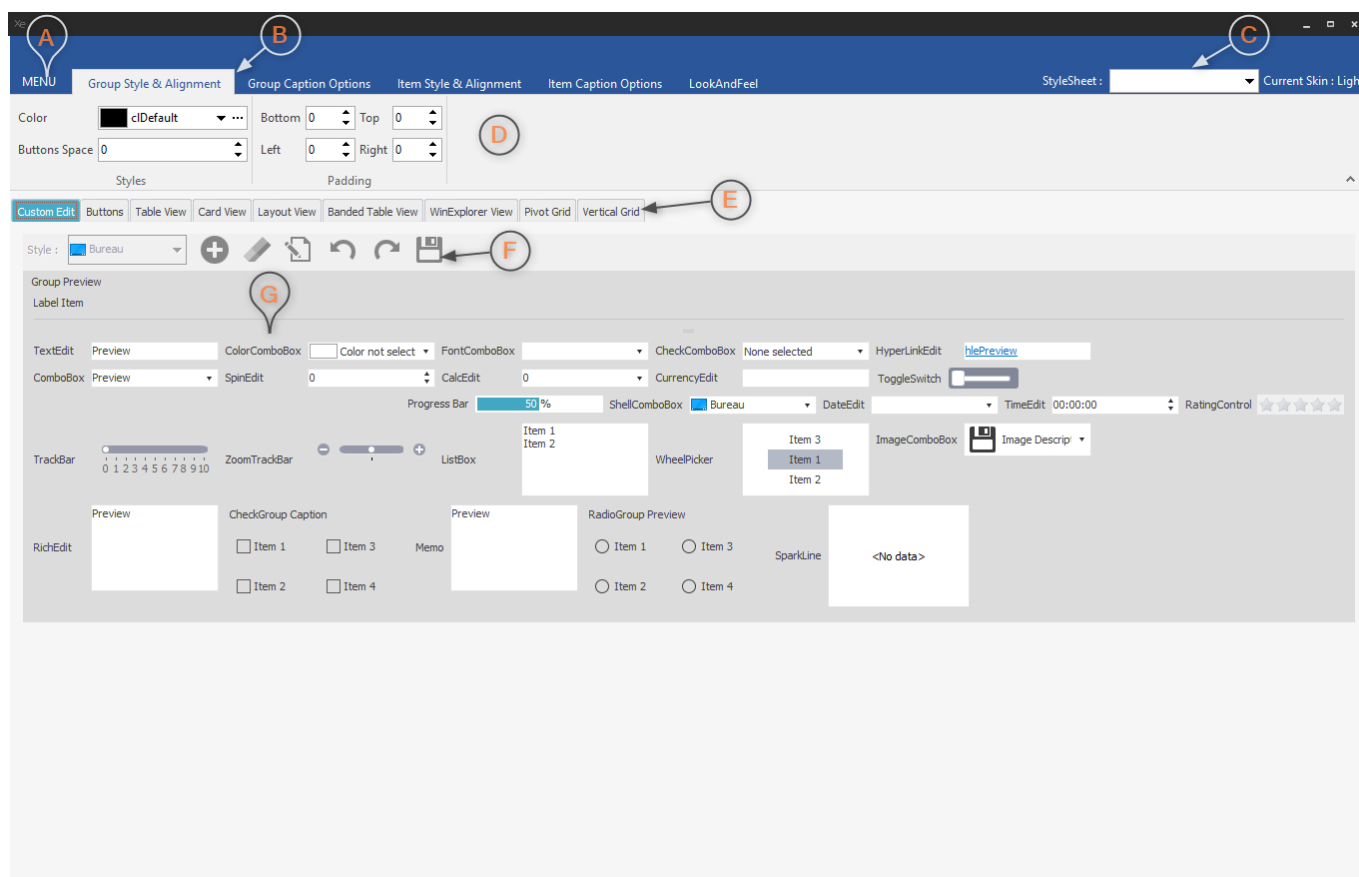 Xe
A B C
MENU Group Style & Alignment Group Caption Options Item Style & Alignment Item Caption Options LookAndFeel StyleSheet : Current Skin : Ligh
Color clDefault Bottom 0 Top 0
D
Buttons Space 0 Left 0 Right 0
Styles Padding
E
Custom Edit Buttons Table View Card View Layout View Banded Table View WinExplorer View Pivot Grid Vertical Grid
Style : Bureau F
Group Preview
G
Label Item
TextEdit Preview ColorComboBox Color not select FontComboBox CheckComboBox None selected HyperLinkEdit hlePreview
ComboBox Preview SpinEdit 0 CalcEdit 0 CurrencyEdit ToggleSwitch
Progress Bar 50 % ShellComboBox Bureau DateEdit TimeEdit 00:00:00 RatingControl
Item 1
Item 2
Item 3
TrackBar 0 1 2 3 4 5 6 7 8 9 10 ZoomTrackBar ListBox WheelPicker Item 1 ImageComboBox Image Descrip
Item 2
Preview CheckGroup Caption Preview RadioGroup Preview
RichEdit Item 1 Item 3 Memo Item 1 Item 3 SparkLine <No data>
Item 2 Item 4 Item 2 Item 4